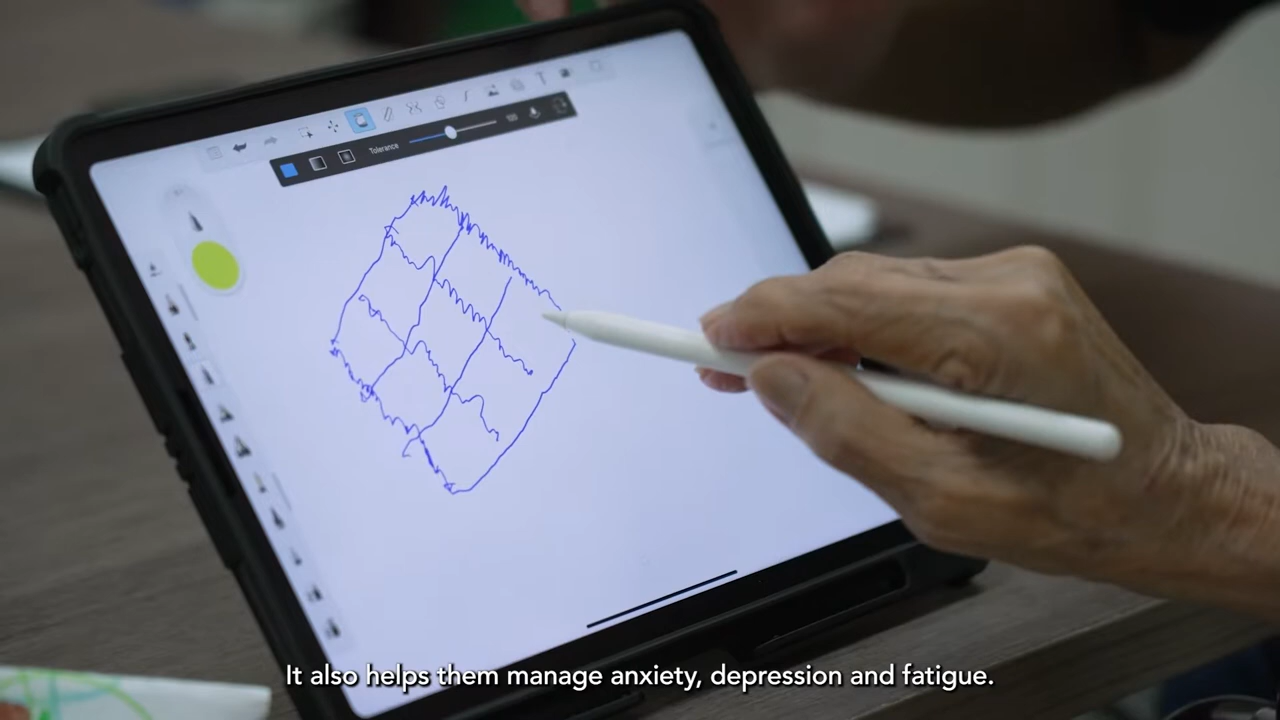 Tolerance
It also helps them manage anxiety, depression and fatigue.